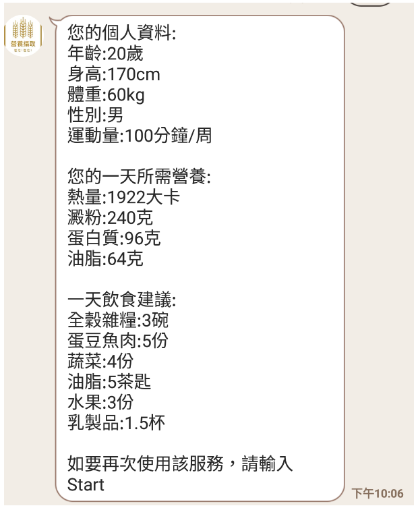 您的個人資料:
年齡:20歲
身高:170cm
體重:60kg
性別:男
運動量:100分鐘/周
您的一天所需營養:
熱量:1922大卡
澱粉:240克
蛋白質:96克
油脂:64克
一天飲食建議:
全穀雜糧:3碗
蛋豆魚肉:5份
蔬菜:4份
油脂:5茶匙
水果:3份
乳製品:1.5杯
如要再次使用該服務，請輸入
Start
下午10:06